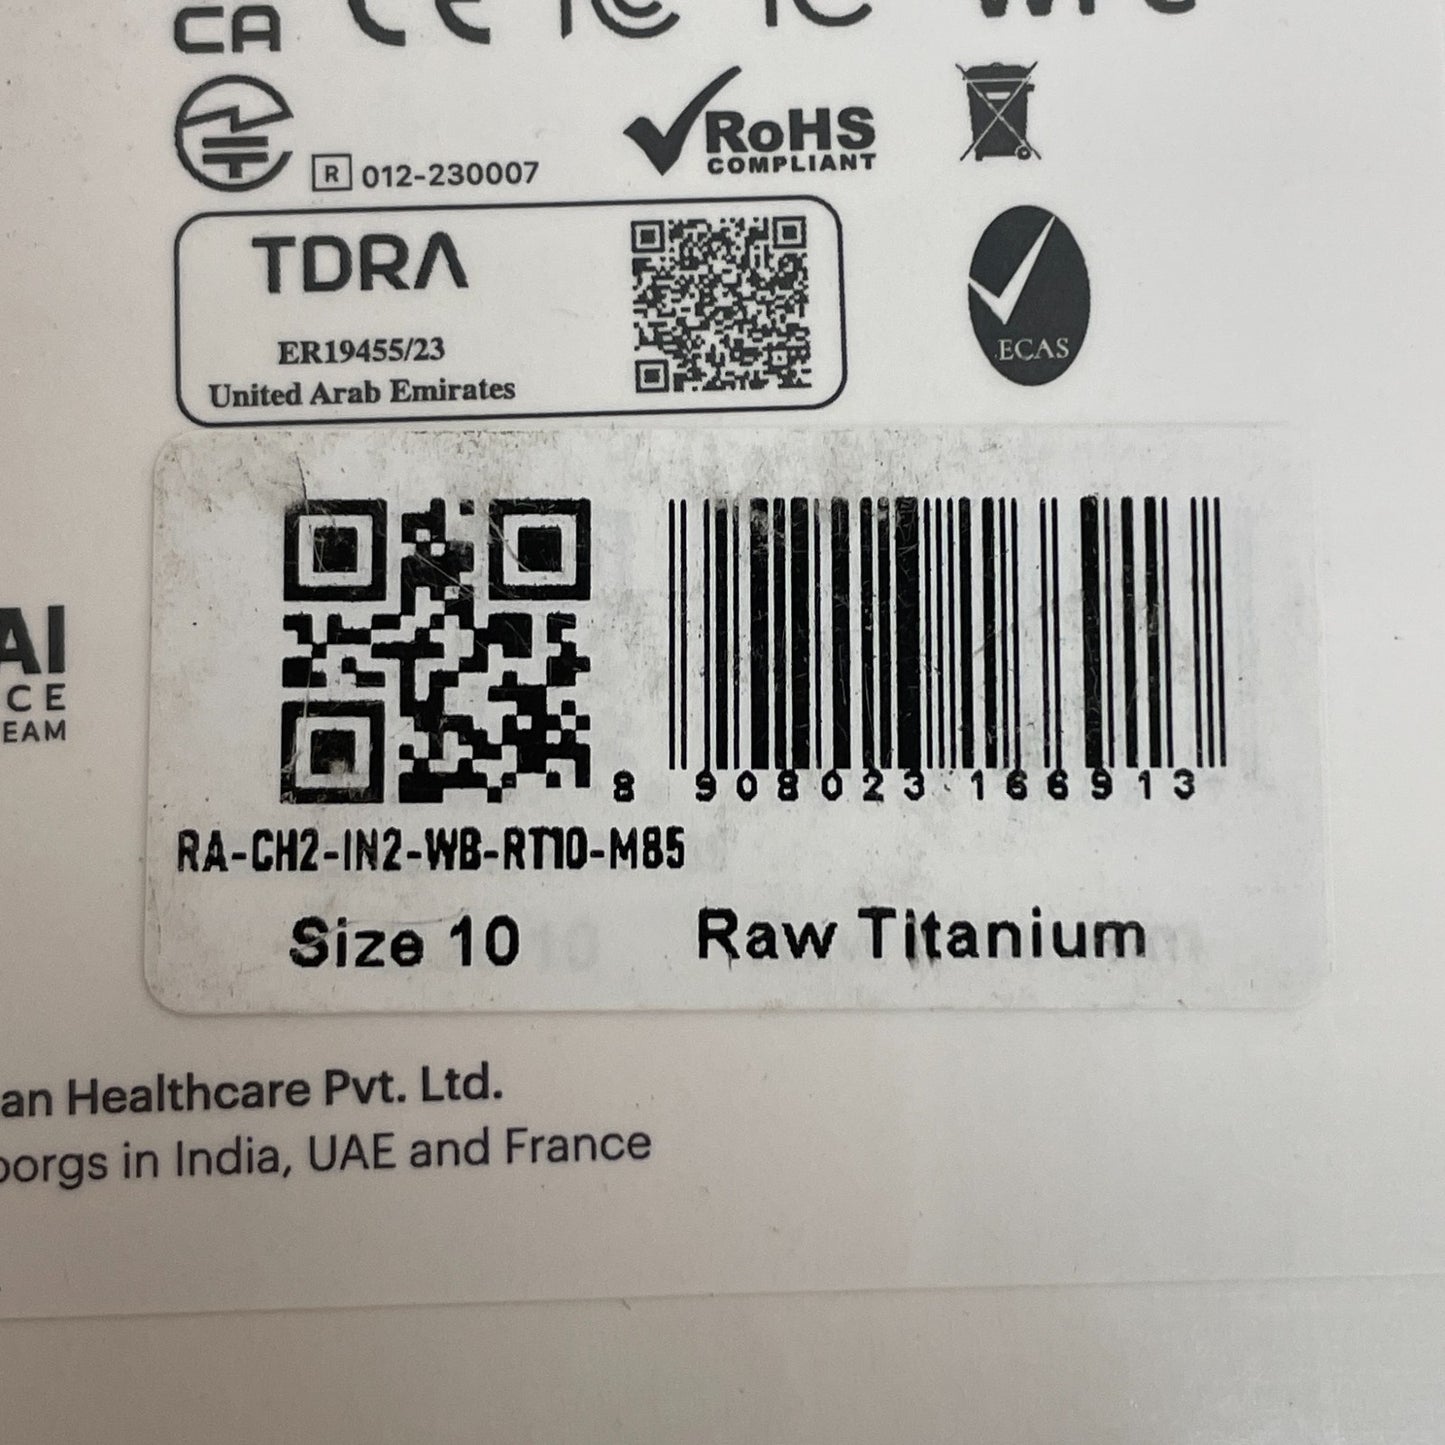 CA
R 012-230007
RoHS
COMPLIANT
TDRA
ER19455/23
United Arab Emirates
ECAS
AI
CE
EAM
8 908023 166913
RA-CH2-IN2-WB-RT10-M85
Size 10 Raw Titanium
an Healthcare Pvt. Ltd.
borgs in India, UAE and France